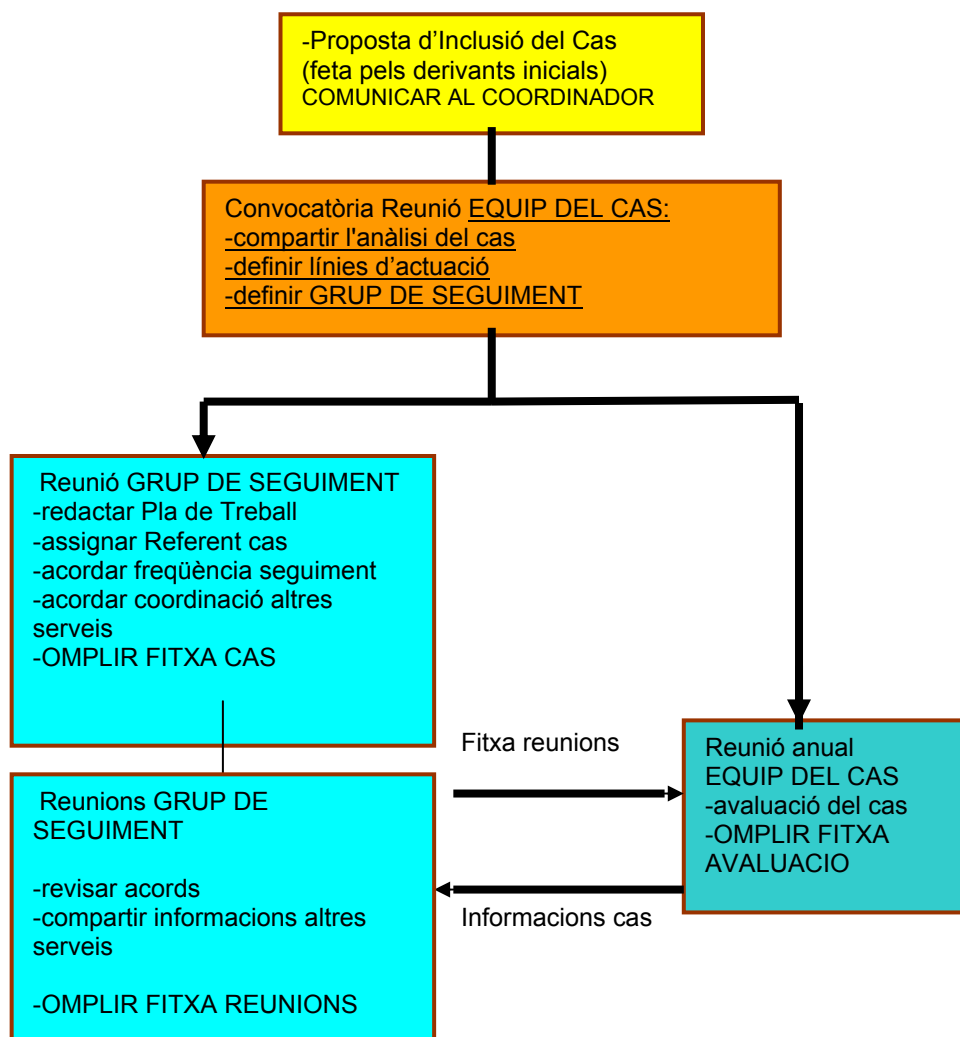 -Proposta d’Inclusió del Cas
(feta pels derivants inicials)
COMUNICAR AL COORDINADOR
Convocatòria Reunió EQUIP DEL CAS:
-compartir l'anàlisi del cas
-definir línies d’actuació
-definir GRUP DE SEGUIMENT
Reunió GRUP DE SEGUIMENT
-redactar Pla de Treball
-assignar Referent cas
-acordar freqüència seguiment
-acordar coordinació altres
serveis
-OMPLIR FITXA CAS
Fitxa reunions
Reunió anual
EQUIP DEL CAS
-avaluació del cas
-OMPLIR FITXA
AVALUACIO
Reunions GRUP DE
SEGUIMENT
-revisar acords
-compartir informacions altres
serveis
-OMPLIR FITXA REUNIONS
Informacions cas